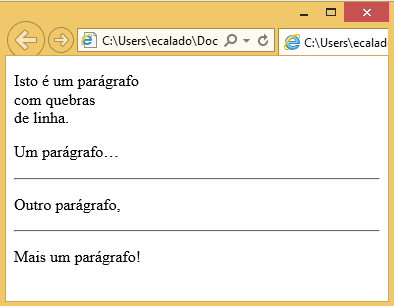 C:\Users\ecalado\Doc
C:\Users\ecalad
Isto é um parágrafo
com quebras
de linha.
Um parágrafo…
Outro parágrafo,
Mais um parágrafo!